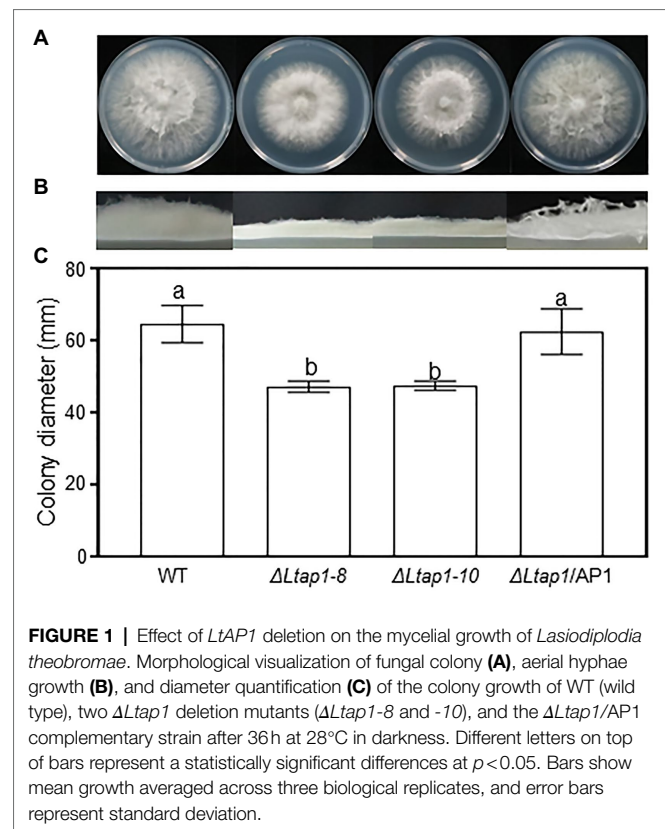 A
B
C
80
60
40
20
0
Colony diameter (mm)
a
b
b
a
WT
ΔLtap1-8
ΔLtap1-10
ΔLtap1/AP1
FIGURE 1 | Effect of LtAP1 deletion on the mycelial growth of Lasiodiplodia
theobromae. Morphological visualization of fungal colony (A), aerial hyphae
growth (B), and diameter quantification (C) of the colony growth of WT (wild
type), two ΔLtap1 deletion mutants (ΔLtap1-8 and -10), and the ΔLtap1/AP1
complementary strain after 36 h at 28°C in darkness. Different letters on top
of bars represent a statistically significant differences at p < 0.05. Bars show
mean growth averaged across three biological replicates, and error bars
represent standard deviation.